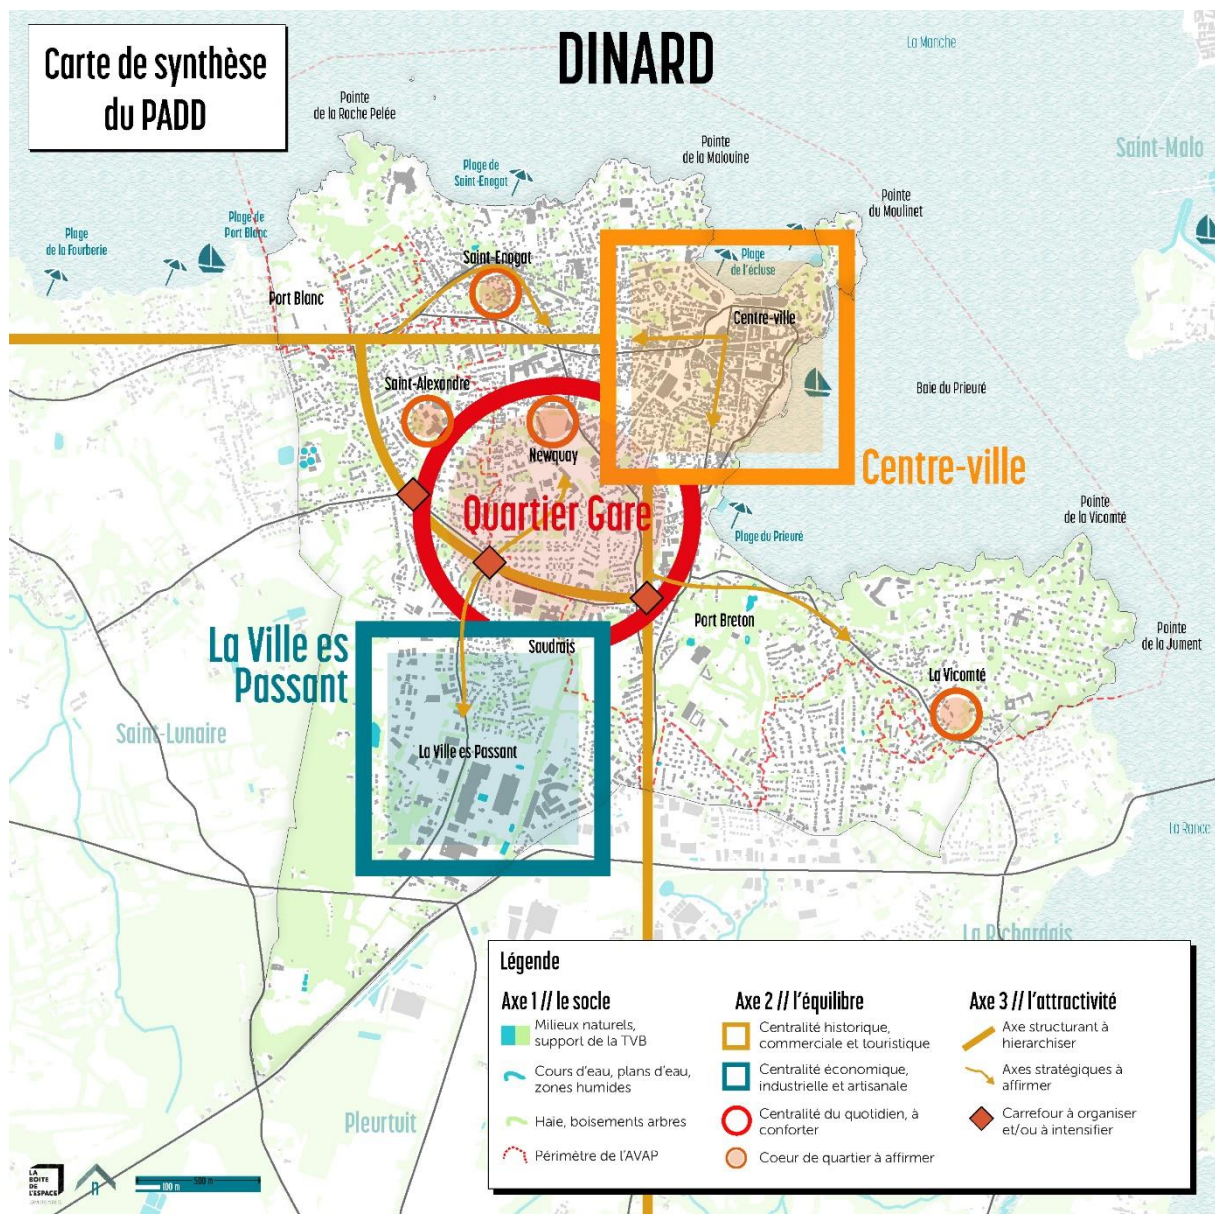 Carte de synthèse
du PADD
DINARD
La Manche
Pointe
de la Roche Pelée
Pointe
de la Malouine
Saint-Malo
Plage de
Saint-Enogat
Pointe
du Moulinet
Plage de
Port Blanc
Plage
de la Fourberie
Saint-Enogat
Plage
de l'écluse
Port Blanc
Centre-ville
Saint-Alexandre
Baie du Prieuré
Newquay
Centre-ville
Quartier Gare
Pointe
de la Vicomté
Plage du Prieuré
Port Breton
Pointe
de la Jument
La Ville es
Passant
Saudrais
La Vicomté
Saint-Lunaire
La Ville es Passant
La Rance
La Richardais
Pleurtuit
Légende
Axe 1 // le socle
Milieux naturels,
support de la TVB
Cours d'eau, plans d'eau,
zones humides
Haie, boisements arbres
Périmètre de l'AVAP
Axe 2 // l'équilibre
Centralité historique,
commerciale et touristique
Centralité économique,
industrielle et artisanale
Centralité du quotidien, à
conforter
Coeur de quartier à affirmer
Axe 3 // l'attractivité
Axe structurant à
hierarchiser
Axes stratégiques à
affirmer
Carrefour à organiser
et/ou à intensifier
LA
BOITE
DE
L'ESPACE
n
100 m
500 m